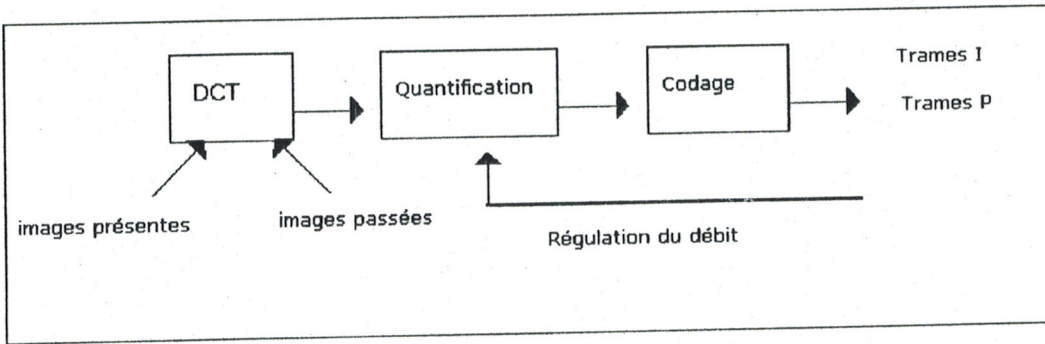 DCT
Quantification
Codage
Trames I
Trames P
images présentes
images passées
Régulation du débit